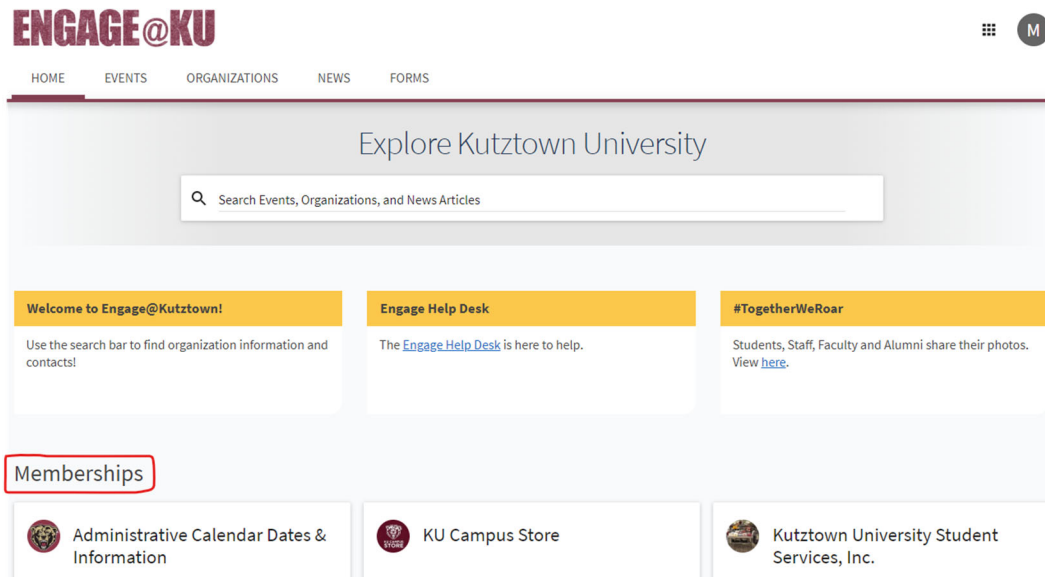 ENGAGE@KU
M
HOME EVENTS ORGANIZATIONS NEWS FORMS
Explore Kutztown University
Search Events, Organizations, and News Articles
Welcome to Engage@Kutztown!
Use the search bar to find organization information and
contacts!
Engage Help Desk
The Engage Help Desk is here to help.
#TogetherWeRoar
Students, Staff, Faculty and Alumni share their photos.
View here.
Memberships
Administrative Calendar Dates &
Information
KU Campus Store
Kutztown University Student
Services, Inc.